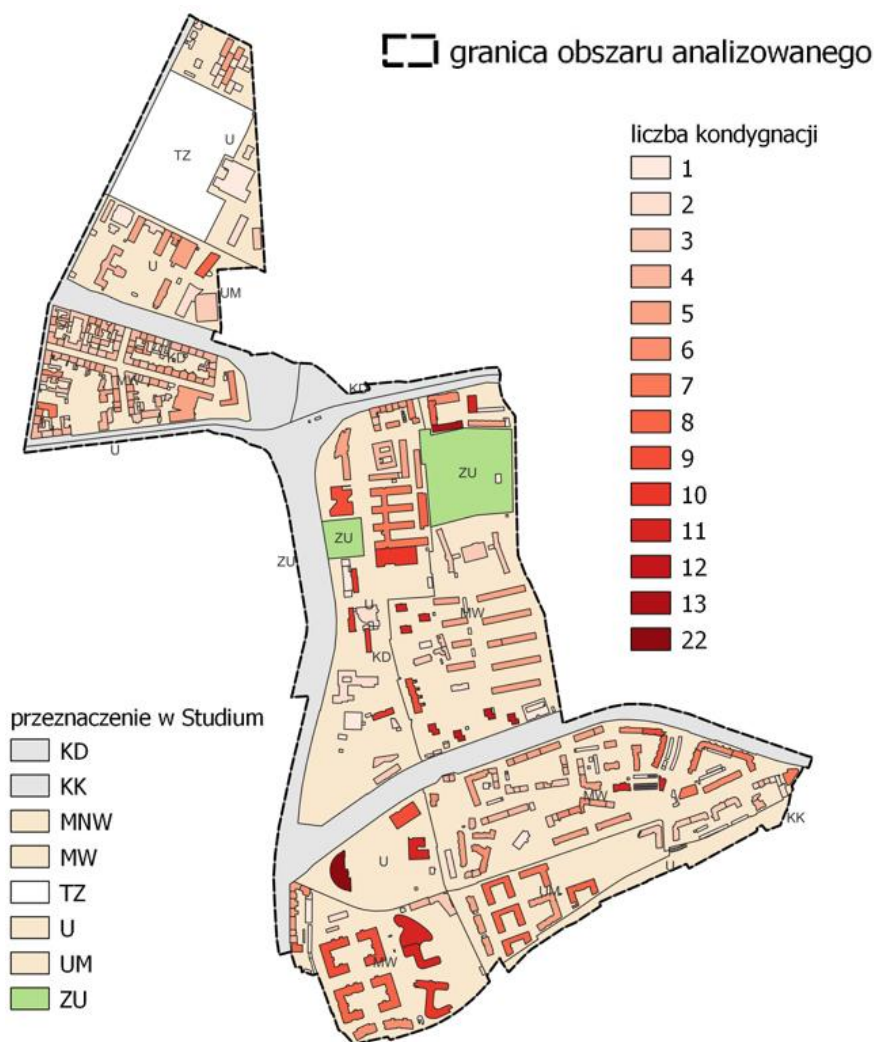 granica obszaru analizowanego
liczba kondygnacji
1
2
3
4
5
6
7
8
9
10
11
12
13
22
TZ
U
U
UM
KD
MW
U
KD
ZU
ZU
ZU
U
MW
KD
MW
KK
U
U
UM
MW
przeznaczenie w Studium
KD
KK
MNW
MW
TZ
U
UM
ZU